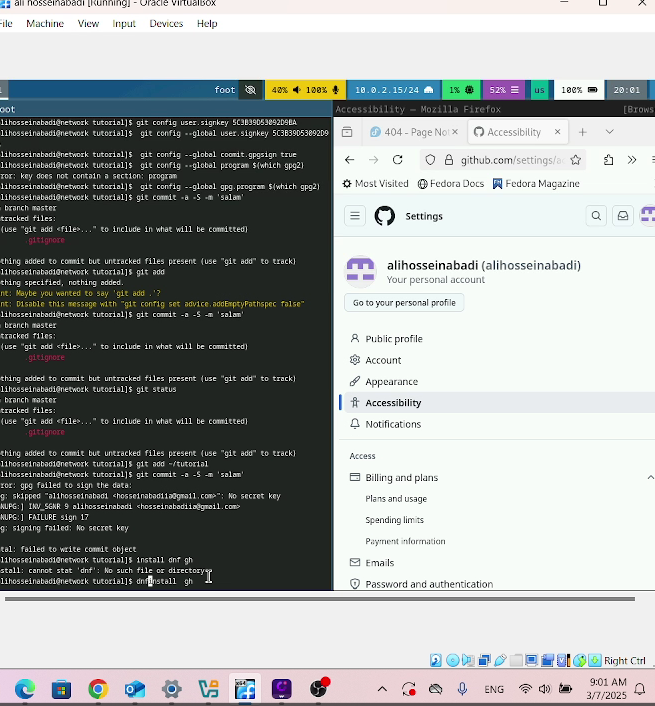 ali hosseinabadi [Running] - Oracle VirtualBox
File Machine View Input Devices Help
foot 40% 100% 10.0.2.15/24 1% 52% us 100% 20:01
oot
lihosseinabadi@network tutorial]$ git config user.signkey 5C3B39D53092D9BA
lihosseinabadi@network tutorial]$ git config --global user.signkey 5C3B39D53092D9
lihosseinabadi@network tutorial]$ git config --global coomit.gpgsign true
lihosseinabadi@network tutorial]$ git config --global program $(which gpg2)
ror: key does not contain a section: program
lihosseinabadi@network tutorial]$ git config --global gpg.program $(which gpg2)
lihosseinabadi@network tutorial]$ git commit -a -S -m 'salam'
branch master
tracked files:
(use "git add <file>..." to include in what will be committed)
gitignore
thing added to commit but untracked files present (use "git add" to track)
lihosseinabadi@network tutorial]$ git add
thing specified, nothing added.
nt: Maybe you wanted to say 'git add .'?
nt: Disable this message with "git config set advice.addEmptyPathspec false"
lihosseinabadi@network tutorial]$ git commit -a -S -m 'salam'
branch master
tracked files:
(use "git add <file>..." to include in what will be committed)
gitignore
thing added to commit but untracked files present (use "git add" to track)
lihosseinabadi@network tutorial]$ git status
branch master
tracked files:
(use "git add <file>..." to include in what will be committed)
gitignore
thing added to commit but untracked files present (use "git add" to track)
lihosseinabadi@network tutorial]$ git add ~/tutorial
lihosseinabadi@network tutorial]$ git commit -a -S -m 'salam'
ror: gpg failed to sign the data:
g: skipped "alihosseinabadi <hosseinabadiia@gmail.com>": No secret key
NUPG:] INV_SGNR 9 alihosseinabadi <hosseinabadiia@gmail.com>
NUPG:] FAILURE sign 17
g: signing failed: No secret key
tal: failed to write commit object
lihosseinabadi@network tutorial]$ install dnf gh
stall: cannot stat 'dnf': No such file or directory
lihosseinabadi@network tutorial]$ dnf install gh
Accessibility — Mozilla Firefox [Brows
404 - Page Not Accessibility
github.com/settings/a
Most Visited Fedora Docs Fedora Magazine
Settings
alihosseinabadi (alihosseinabadi)
Your personal account
Go to your personal profile
Public profile
Account
Appearance
Accessibility
Notifications
Access
Billing and plans
Plans and usage
Spending limits
Payment information
Emails
Password and authentication
Right Ctrl
ENG
9:01 AM
3/7/2025